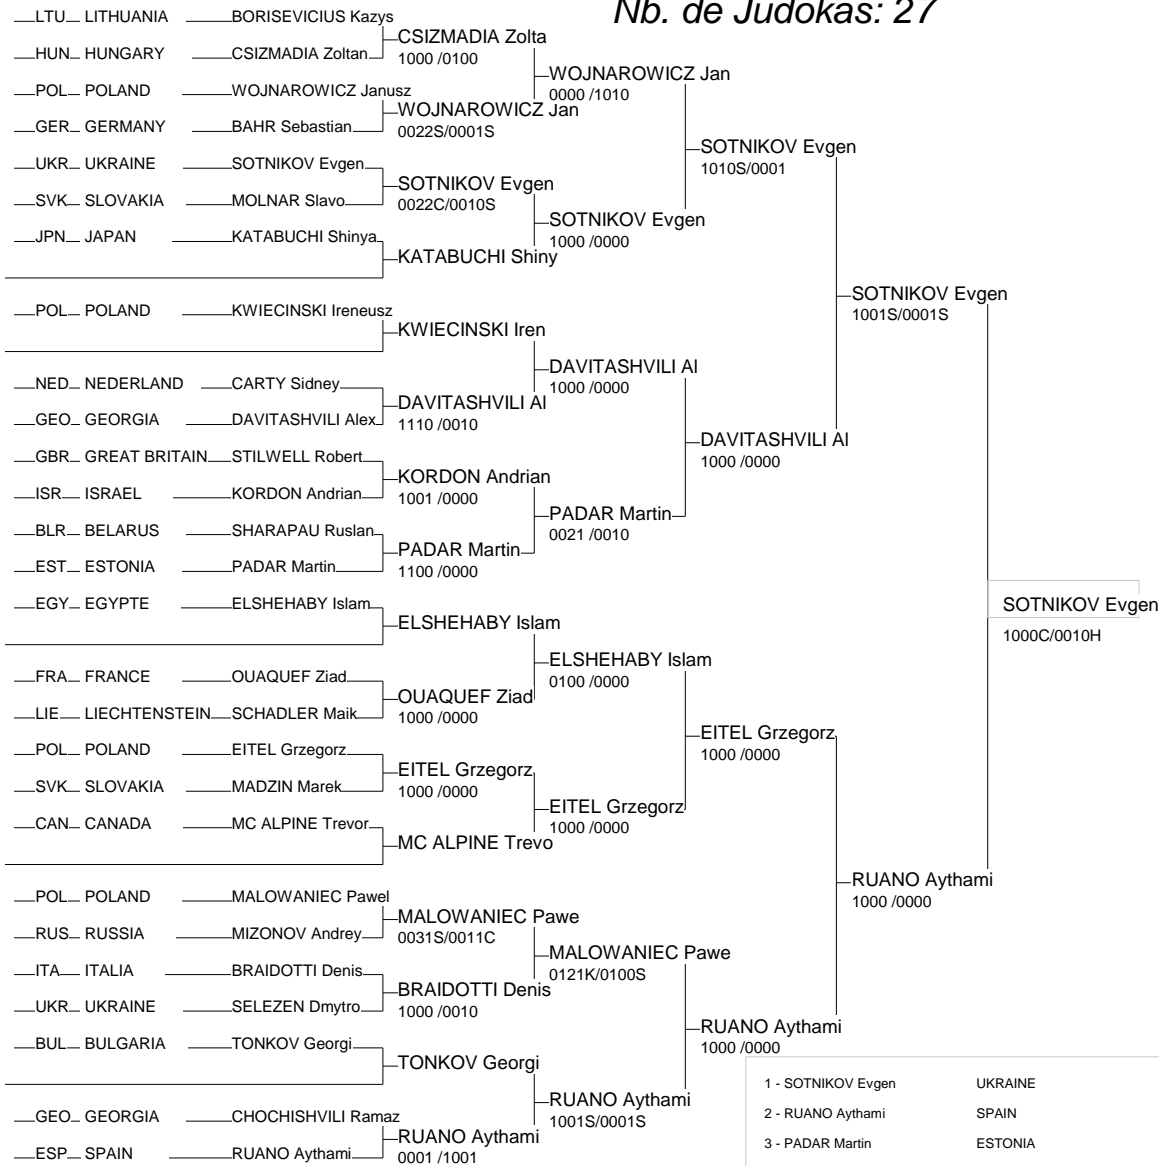 Nb. de Judokas: 27
LTU LITHUANIA BORISEVICIUS Kazys
HUN HUNGARY CSIZMADIA Zoltan
POL POLAND WOJNAROWICZ Janusz
GER GERMANY BAHR Sebastian
UKR UKRAINE SOTNIKOV Evgen
SVK SLOVAKIA MOLNAR Slavo
JPN JAPAN KATABUCHI Shinya
POL POLAND KWIECINSKI Ireneusz
NED NEDERLAND CARTY Sidney
GEO GEORGIA DAVITASHVILI Alex
GBR GREAT BRITAIN STILWELL Robert
ISR ISRAEL KORDON Andrian
BLR BELARUS SHARAPAU Ruslan
EST ESTONIA PADAR Martin
EGY EGYPTE ELSHEHABY Islam
FRA FRANCE OUAQUEF Ziad
LIE LIECHTENSTEIN SCHADLER Maik
POL POLAND EITEL Grzegorz
SVK SLOVAKIA MADZIN Marek
CAN CANADA MC ALPINE Trevor
POL POLAND MALOWANIEC Pawel
RUS RUSSIA MIZONOV Andrey
ITA ITALIA BRAIDOTTI Denis
UKR UKRAINE SELEZEN Dmytro
BUL BULGARIA TONKOV Georgi
GEO GEORGIA CHOCHISHVILI Ramaz
ESP SPAIN RUANO Aythami
CSIZMADIA Zolta
1000 /0100
WOJNAROWICZ Jan
0022S/0001S
SOTNIKOV Evgen
0022C/0010S
KATABUCHI Shiny
KWIECINSKI Iren
DAVITASHVILI Al
1110 /0010
KORDON Andrian
1001 /0000
PADAR Martin
1100 /0000
ELSHEHABY Islam
OUAQUEF Ziad
1000 /0000
EITEL Grzegorz
1000 /0000
MC ALPINE Trevo
MALOWANIEC Pawe
0031S/0011C
BRAIDOTTI Denis
1000 /0010
TONKOV Georgi
RUANO Aythami
0001 /1001
WOJNAROWICZ Jan
0000 /1010
SOTNIKOV Evgen
1000 /0000
DAVITASHVILI Al
1000 /0000
PADAR Martin
0021 /0010
ELSHEHABY Islam
0100 /0000
EITEL Grzegorz
1000 /0000
MALOWANIEC Pawe
0121K/0100S
RUANO Aythami
1001S/0001S
SOTNIKOV Evgen
1010S/0001
DAVITASHVILI Al
1000 /0000
EITEL Grzegorz
1000 /0000
RUANO Aythami
1000 /0000
SOTNIKOV Evgen
1001S/0001S
RUANO Aythami
1000 /0000
SOTNIKOV Evgen
1000C/0010H
1 - SOTNIKOV Evgen UKRAINE
2 - RUANO Aythami SPAIN
3 - PADAR Martin ESTONIA